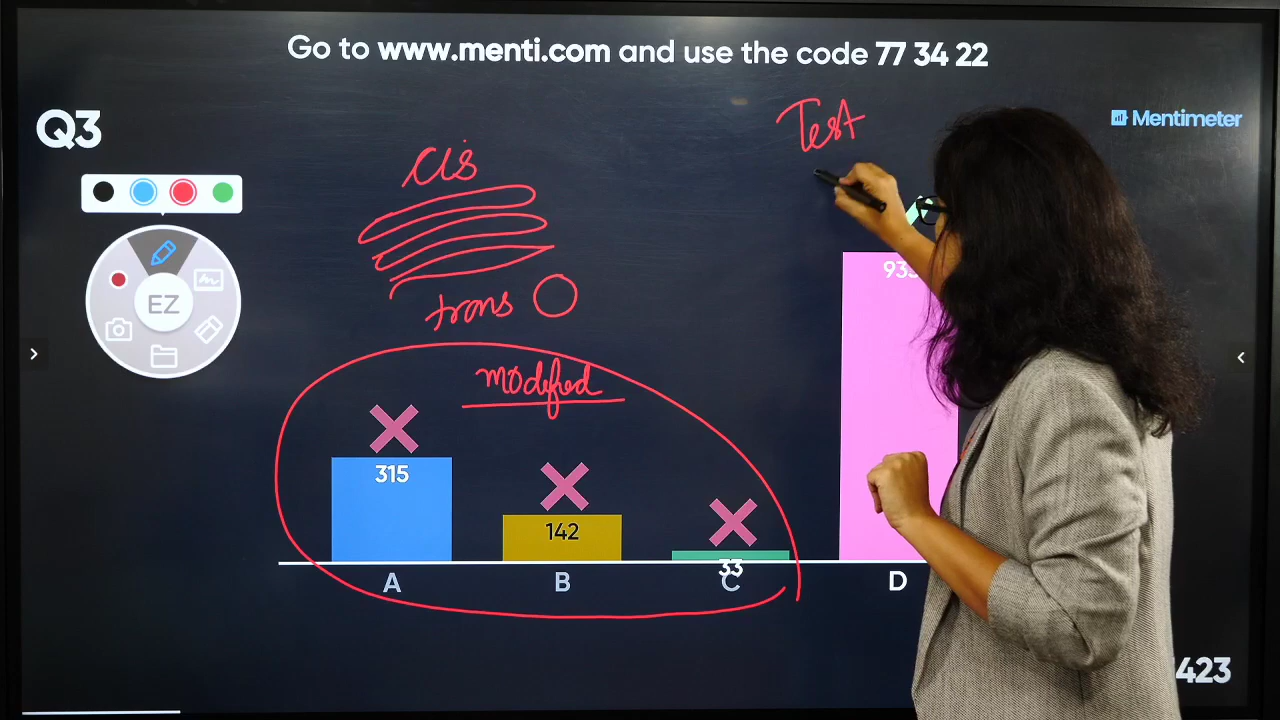 Go to www.menti.com and use the code 77 34 22
Q3
Mentimeter
Test
cis
EZ
trans
modified
315
142
33
933
A
B
C
D
423